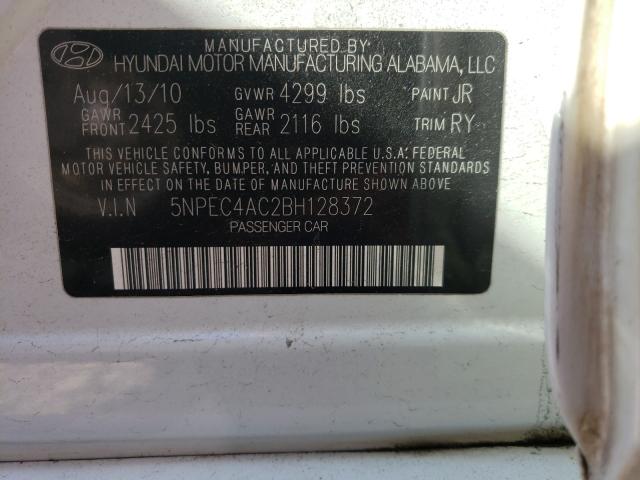 MANUFACTURED BY
HYUNDAI MOTOR MANUFACTURING ALABAMA, LLC
Aug/13/10 GVWR 4299 lbs PAINT JR
GAWR FRONT 2425 lbs GAWR REAR 2116 lbs TRIM RY
THIS VEHICLE CONFORMS TO ALL APPLICABLE U.S.A. FEDERAL
MOTOR VEHICLE SAFETY, BUMPER, AND THEFT PREVENTION STANDARDS
IN EFFECT ON THE DATE OF MANUFACTURE SHOWN ABOVE.
V.I.N 5NPEC4AC2BH128372
PASSENGER CAR